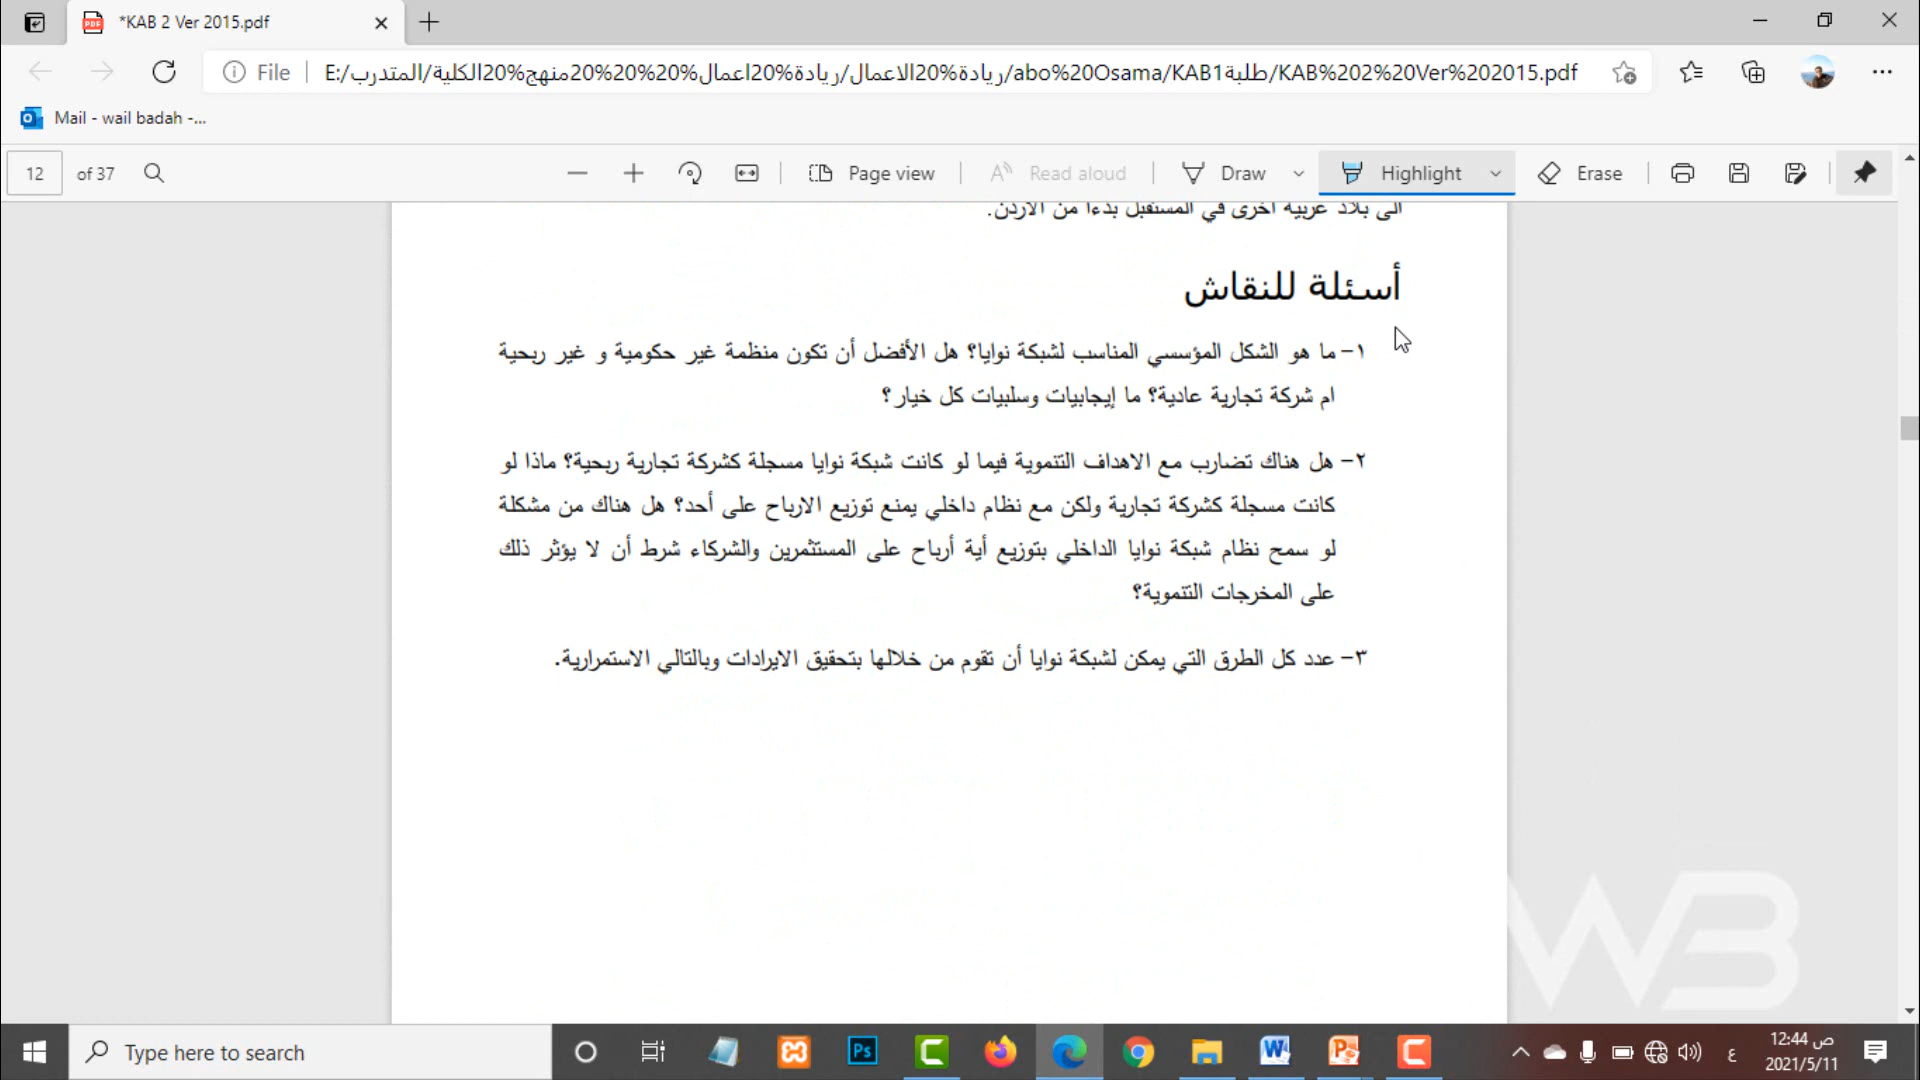 *KAB 2 Ver 2015.pdf
File
E:/المتدرب/الكلية%20منهج%20%20%20اعمال%20ريادة/الاعمال%20ريادة/abo%20Osama/KAB1طلبة/KAB%202%20Ver%202015.pdf
Mail - wail badah -...
12 of 37
Page view
Read aloud
Draw
Highlight
Erase
الى بلاد عربية اخرى في المستقبل بدءا من الاردن.
أسئلة للنقاش
١- ما هو الشكل المؤسسي المناسب لشبكة نوايا؟ هل الأفضل أن تكون منظمة غير حكومية و غير ربحية
ام شركة تجارية عادية؟ ما إيجابيات وسلبيات كل خيار؟
٢- هل هناك تضارب مع الاهداف التنموية فيما لو كانت شبكة نوايا مسجلة كشركة تجارية ربحية؟ ماذا لو
كانت مسجلة كشركة تجارية ولكن مع نظام داخلي يمنع توزيع الارباح على أحد؟ هل هناك من مشكلة
لو سمح نظام شبكة نوايا الداخلي بتوزيع أية أرباح على المستثمرين والشركاء شرط أن لا يؤثر ذلك
على المخرجات التنموية؟
٣- عدد كل الطرق التي يمكن لشبكة نوايا أن تقوم من خلالها بتحقيق الايرادات وبالتالي الاستمرارية.
WB
Type here to search
Ps
ع
12:44 ص
2021/5/11